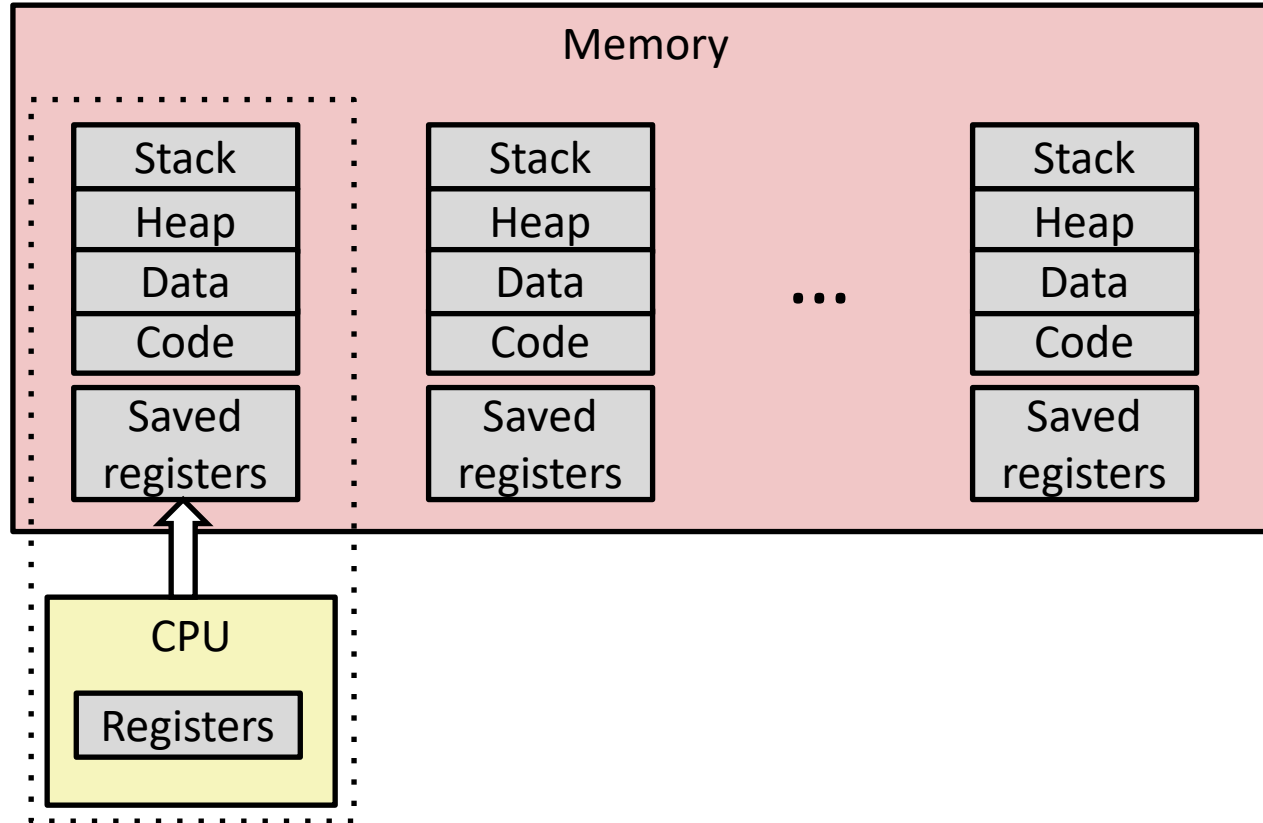 Memory
Stack
Heap
Data
Code
Saved
registers
Stack
Heap
Data
Code
Saved
registers
...
Stack
Heap
Data
Code
Saved
registers
CPU
Registers